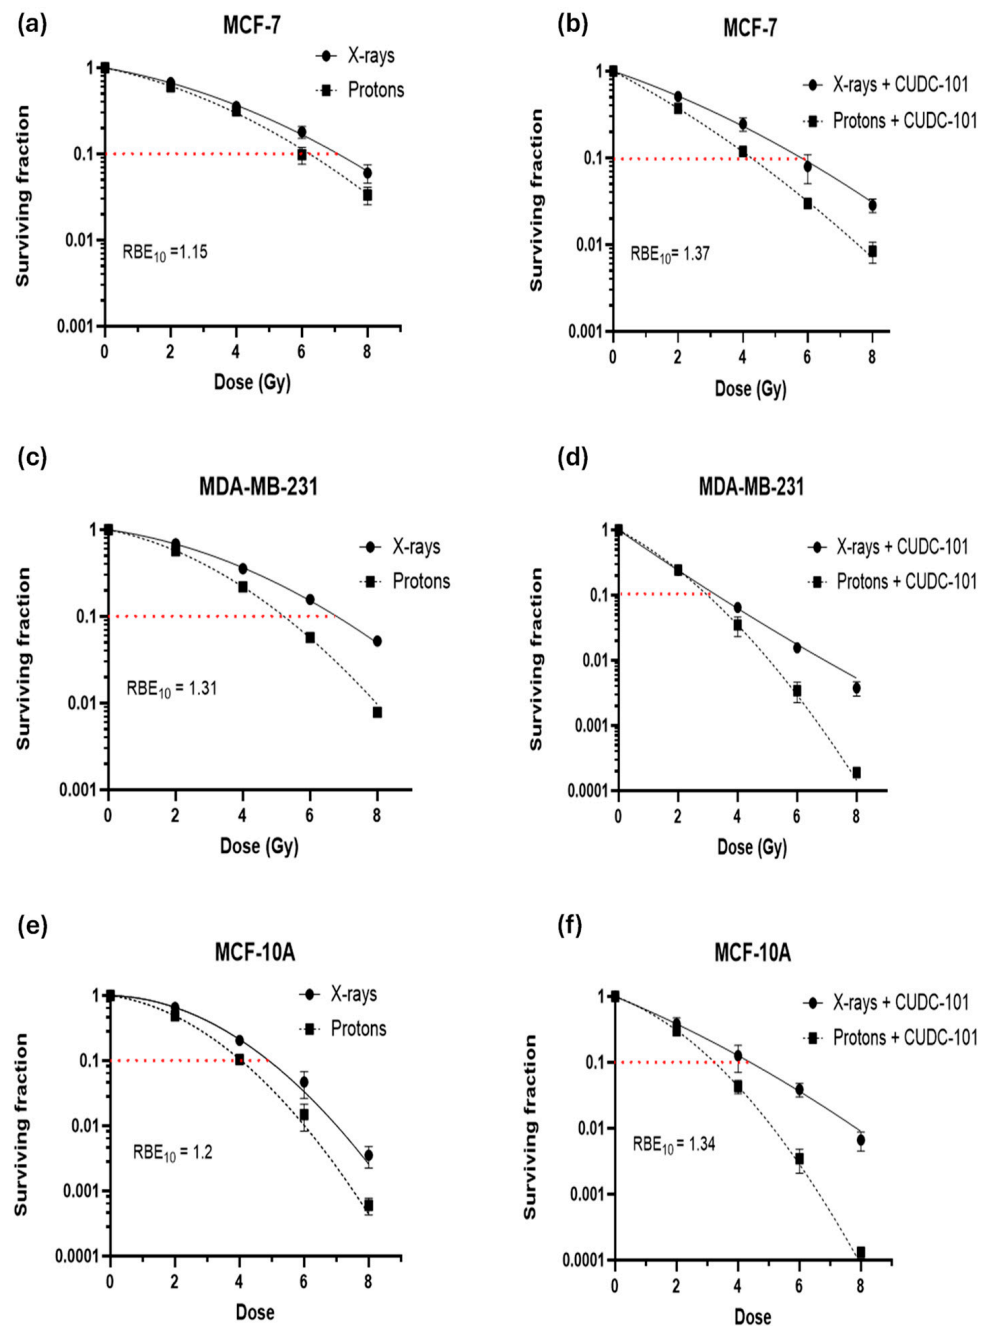 (a)
MCF-7
X-rays
Protons
Surviving fraction
1
0.1
0.01
0.001
RBE10 =1.15
0 2 4 6 8
Dose (Gy)
(b)
MCF-7
X-rays + CUDC-101
Protons + CUDC-101
Surviving fraction
1
0.1
0.01
0.001
RBE10= 1.37
0 2 4 6 8
Dose (Gy)
(c)
MDA-MB-231
X-rays
Protons
Surviving fraction
1
0.1
0.01
0.001
RBE10 = 1.31
0 2 4 6 8
Dose (Gy)
(d)
MDA-MB-231
X-rays + CUDC-101
Protons + CUDC-101
Surviving fraction
1
0.1
0.01
0.001
0.0001
0 2 4 6 8
Dose (Gy)
(e)
MCF-10A
X-rays
Protons
Surviving fraction
1
0.1
0.01
0.001
0.0001
RBE10 = 1.2
0 2 4 6 8
Dose
(f)
MCF-10A
X-rays + CUDC-101
Protons + CUDC-101
Surviving fraction
1
0.1
0.01
0.001
0.0001
RBE10 = 1.34
0 2 4 6 8
Dose